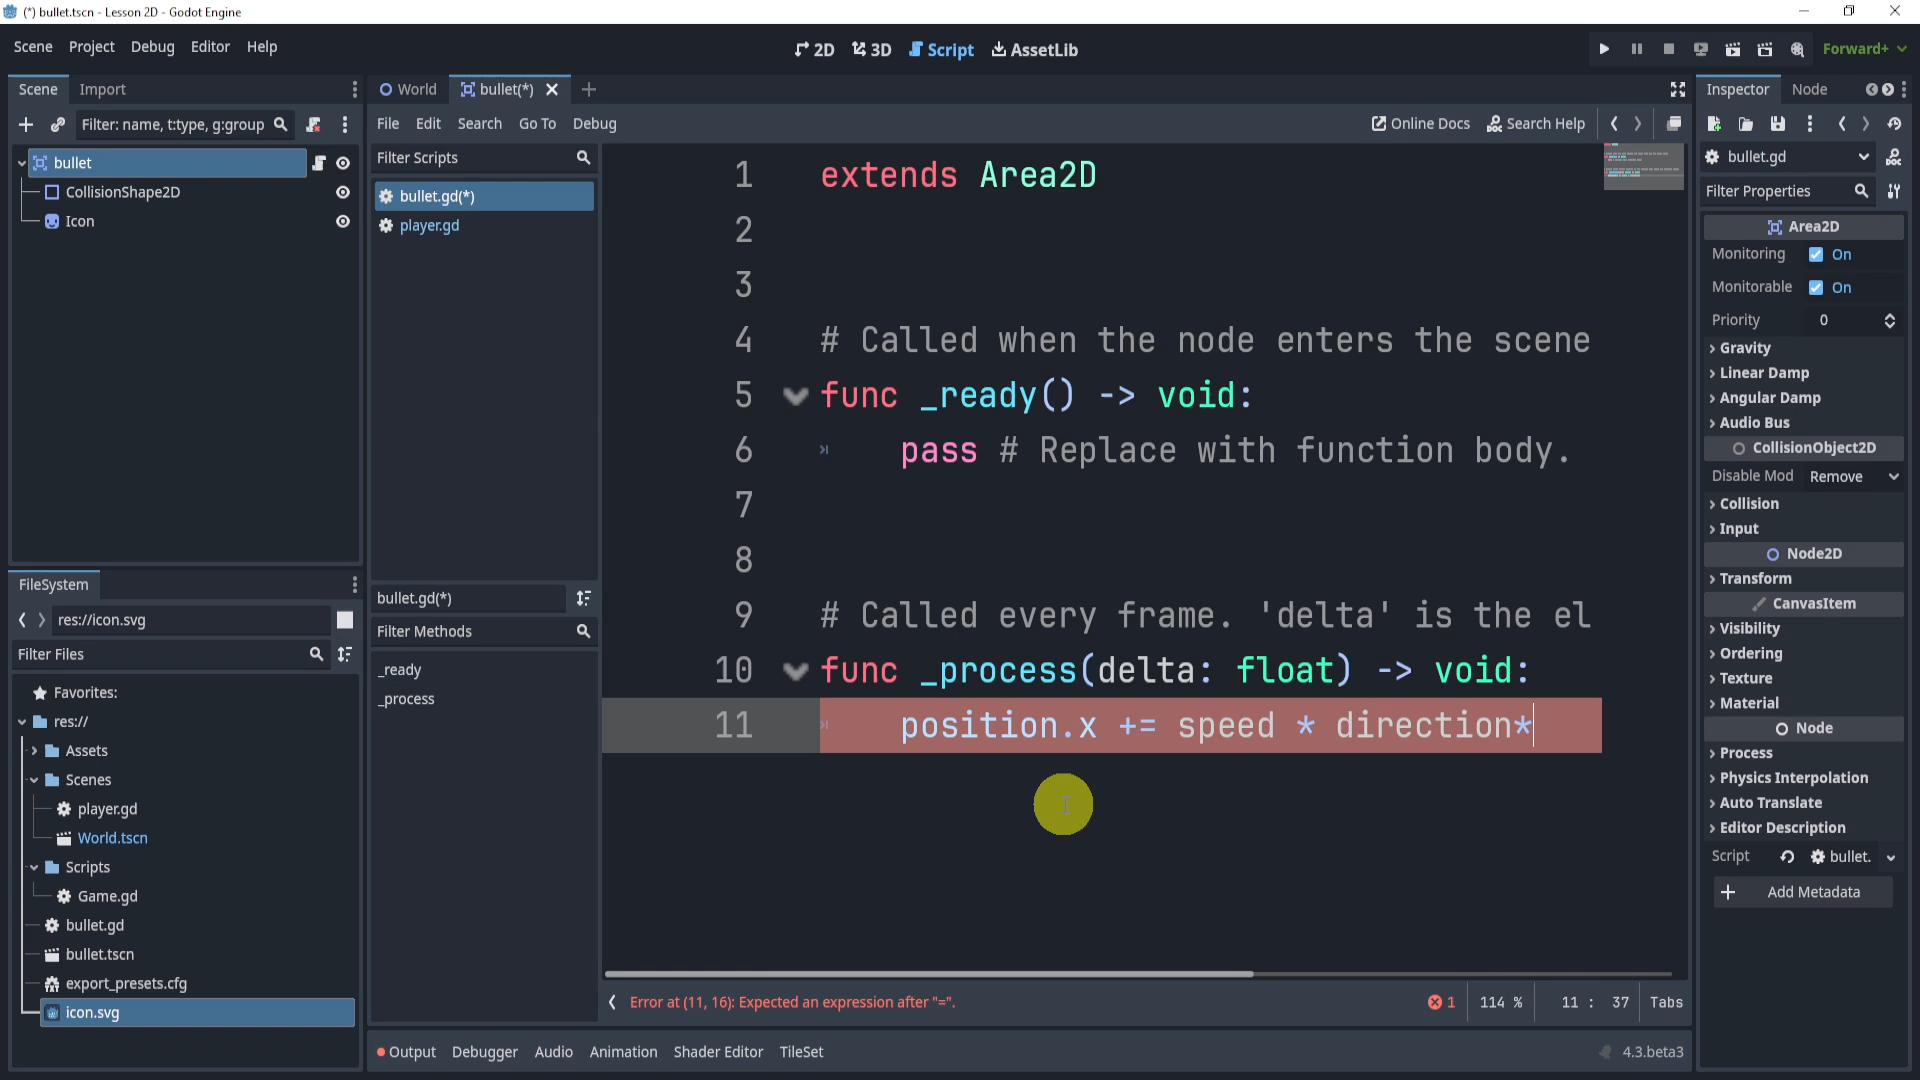 (*) bullet.tscn - Lesson 2D - Godot Engine
Scene Project Debug Editor Help
2D 3D Script AssetLib
Forward+
Scene Import
World bullet(*)
Inspector Node
Filter: name, t:type, g:group
File Edit Search Go To Debug
Online Docs Search Help
bullet
CollisionShape2D
Icon
FileSystem
res://icon.svg
Filter Files
Favorites:
res://
Assets
Scenes
player.gd
World.tscn
Scripts
Game.gd
bullet.gd
bullet.tscn
export_presets.cfg
icon.svg
Filter Scripts
bullet.gd(*)
player.gd
bullet.gd(*)
Filter Methods
_ready
_process
1 extends Area2D
2
3
4 # Called when the node enters the scene
5 func _ready() -> void:
6 pass # Replace with function body.
7
8
9 # Called every frame. 'delta' is the el
10 func _process(delta: float) -> void:
11 position.x += speed * direction*
Error at (11, 16): Expected an expression after "=".
1 114 % 11 : 37 Tabs
Output Debugger Audio Animation Shader Editor TileSet
4.3.beta3
bullet.gd
Filter Properties
Area2D
Monitoring On
Monitorable On
Priority 0
Gravity
Linear Damp
Angular Damp
Audio Bus
CollisionObject2D
Disable Mod Remove
Collision
Input
Node2D
Transform
CanvasItem
Visibility
Ordering
Texture
Material
Node
Process
Physics Interpolation
Auto Translate
Editor Description
Script bullet.
Add Metadata